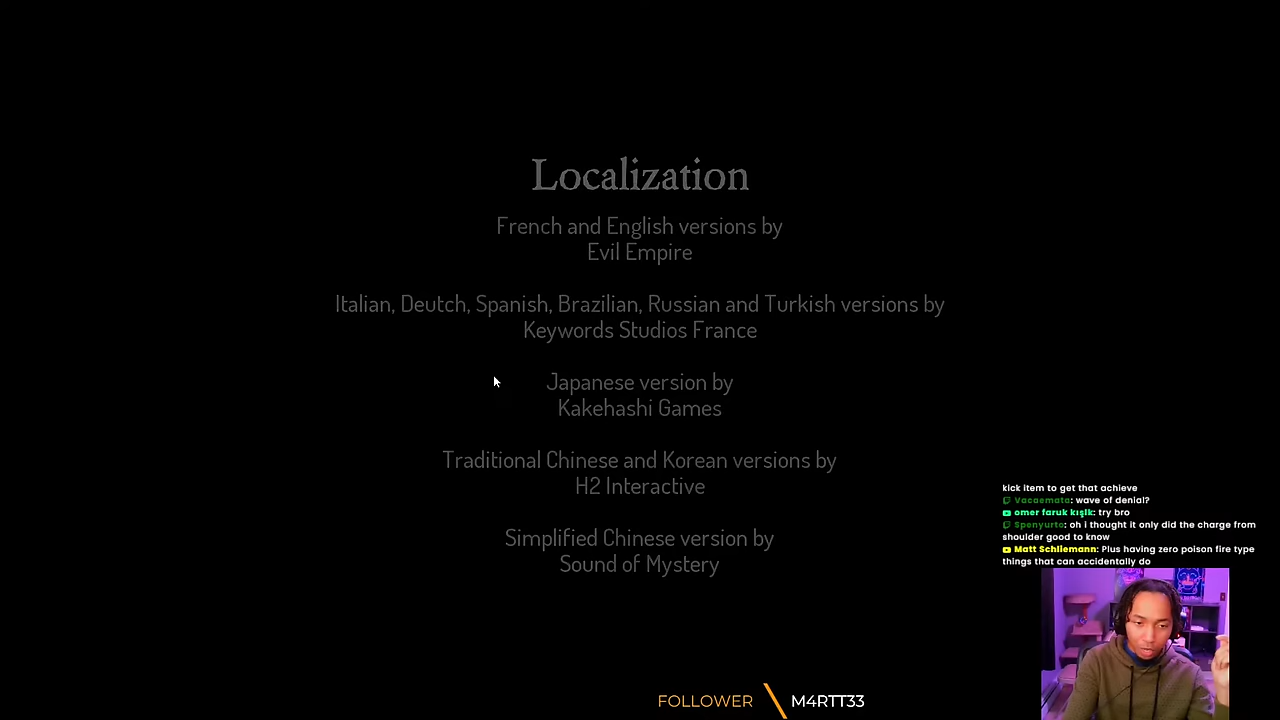 Localization
French and English versions by
Evil Empire
Italian, Deutch, Spanish, Brazilian, Russian and Turkish versions by
Keywords Studios France
Japanese version by
Kakehashi Games
Traditional Chinese and Korean versions by
H2 Interactive
Simplified Chinese version by
Sound of Mystery
kick item to get that achieve
Vacaemata: wave of denial?
omer faruk kışlk: try bro
Spenyurto: oh i thought it only did the charge from
shoulder good to know
Matt Schliemann: Plus having zero poison fire type
things that can accidentally do
FOLLOWER M4RTT33